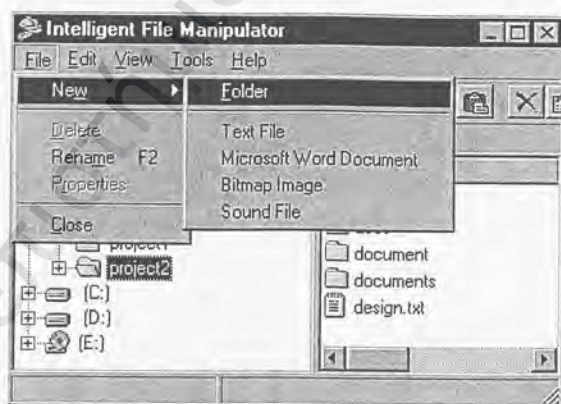 Intelligent File Manipulator
File Edit View Tools Help
New Folder
Delete Text File
Rename F2 Microsoft Word Document
Properties Bitmap Image
Sound File
Close
project1
project2
document
documents
design.txt
(C:)
(D:)
(E:)